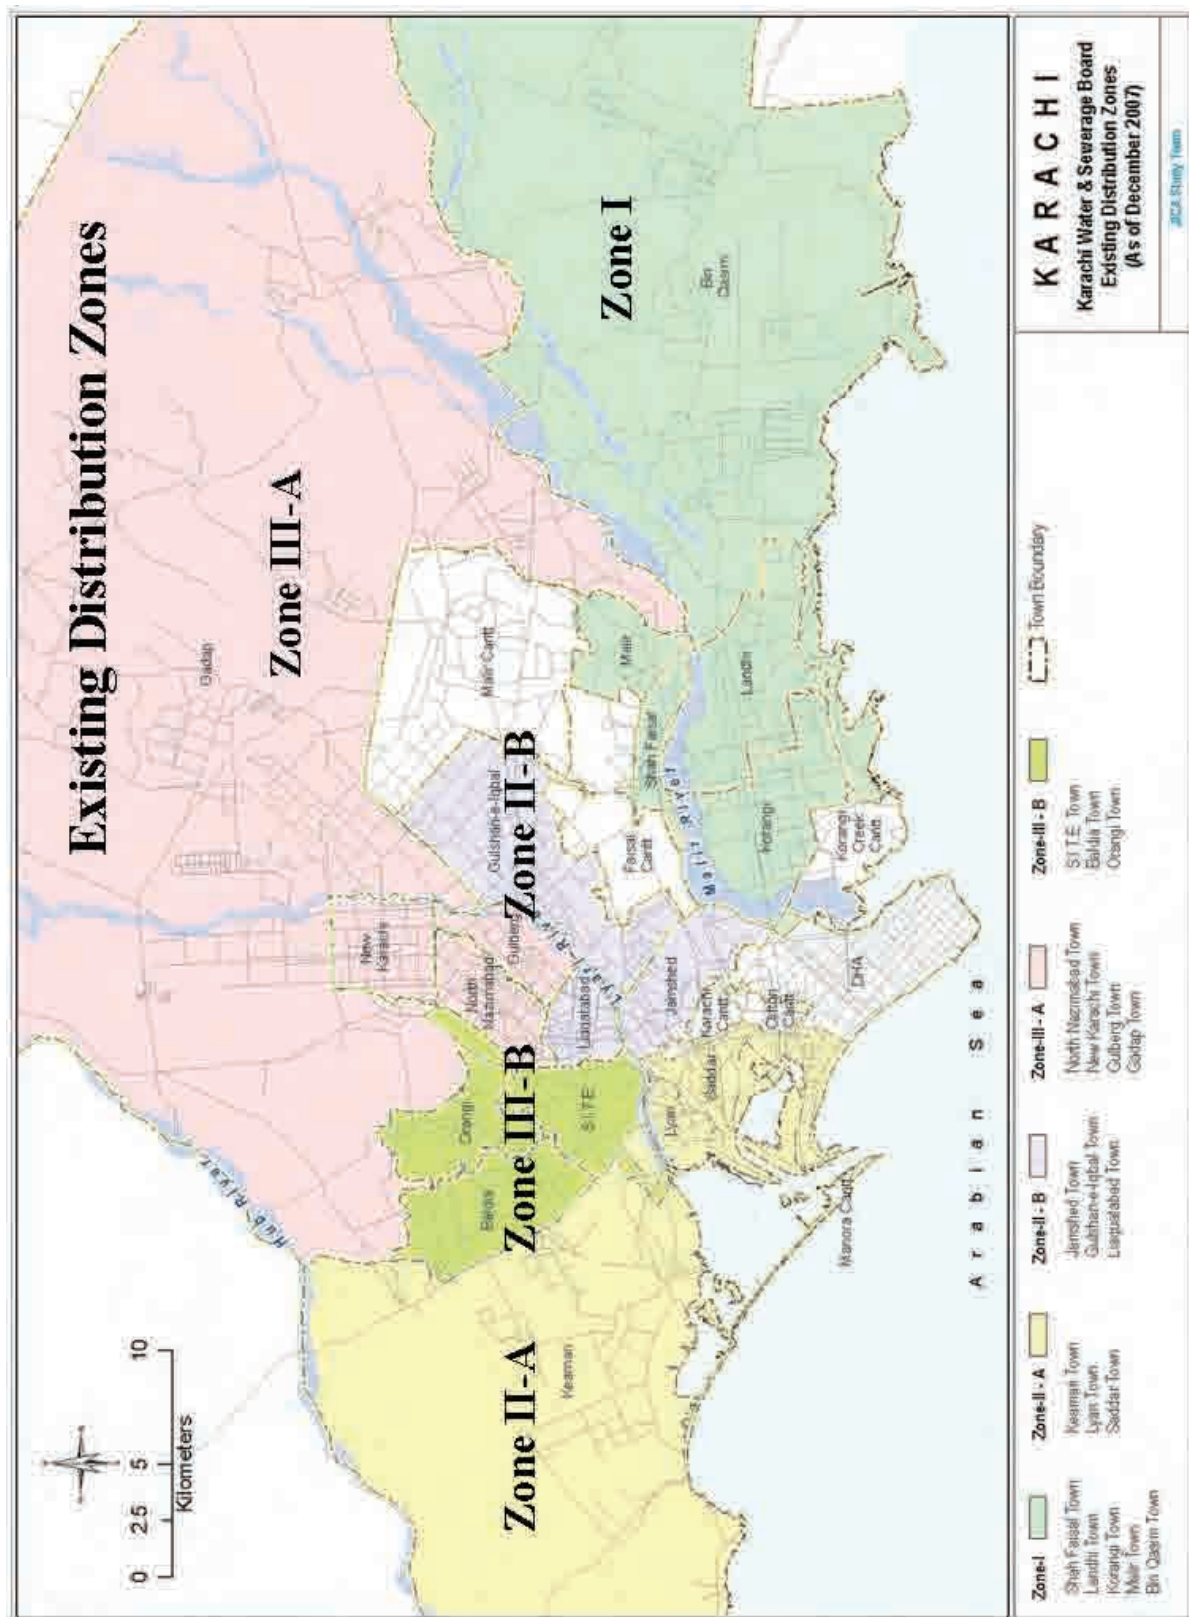 Existing Distribution Zones
Zone III-A
Zone I
Zone II-B
Zone III-B
Zone II-A
Gadap
Bin
Qasim
Malir Cantt
Malir
Landhi
Shah Faisal
Malir River
Gulshan-e-Iqbal
Faisal
Cantt
Korangi
Korangi
Creek
Cantt
New
Karachi
North
Nazimabad
Gulberg
Lyari River
Liaquatabad
Jamshed
Karachi
Cantt
Clifton
Cantt
DHA
Orangi
S.I.T.E
Baldia
Lyari
Saddar
Keamari
Manora Cantt
Hub River
Arabian Sea
0 2.5 5 10
Kilometers
Zone-I
Shah Faisal Town
Landhi Town
Korangi Town
Malir Town
Bin Qasim Town
Zone-II - A
Keamari Town
Lyari Town
Saddar Town
Zone-II - B
Jamshed Town
Gulshan-e-Iqbal Town
Liaquatabad Town
Zone-III - A
North Nazimabad Town
New Karachi Town
Gulberg Town
Gadap Town
Zone-III - B
S.I.T.E Town
Baldia Town
Orangi Town
Town Boundary
KARACHI
Karachi Water & Sewerage Board
Existing Distribution Zones
(As of December 2007)
JICA Study Team